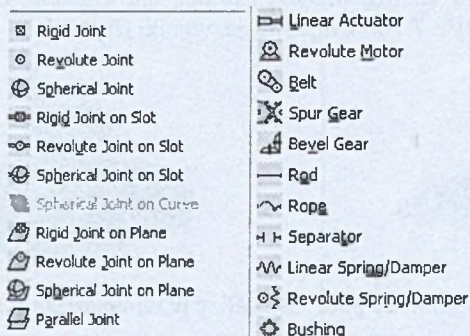 Rigid Joint
Revolute Joint
Spherical Joint
Rigid Joint on Slot
Revolute Joint on Slot
Spherical Joint on Slot
Spherical Joint on Curve
Rigid Joint on Plane
Revolute Joint on Plane
Spherical Joint on Plane
Parallel Joint
Linear Actuator
Revolute Motor
Belt
Spur Gear
Bevel Gear
Rod
Rope
Separator
Linear Spring/Damper
Revolute Spring/Damper
Bushing